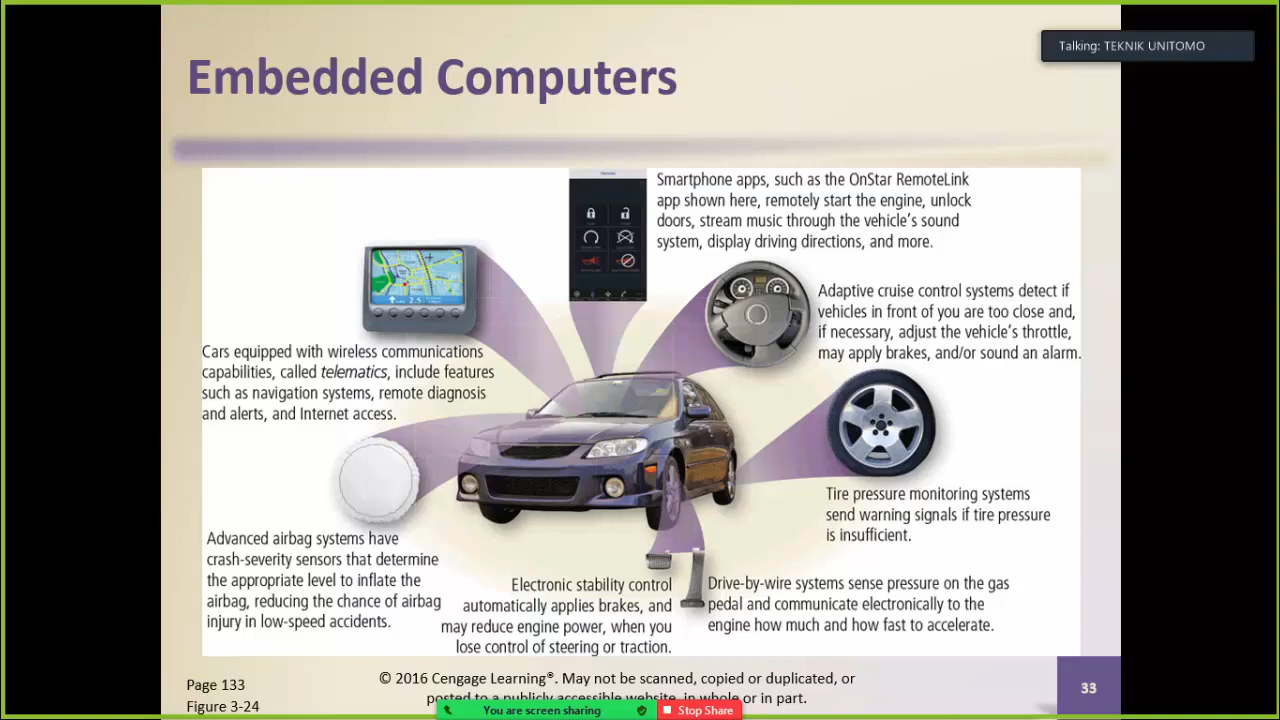 Talking: TEKNIK UNITOMO
Embedded Computers
Smartphone apps, such as the OnStar RemoteLink
app shown here, remotely start the engine, unlock
doors, stream music through the vehicle's sound
system, display driving directions, and more.
Adaptive cruise control systems detect if
vehicles in front of you are too close and,
if necessary, adjust the vehicle's throttle,
may apply brakes, and/or sound an alarm.
Cars equipped with wireless communications
capabilities, called telematics, include features
such as navigation systems, remote diagnosis
and alerts, and Internet access.
Tire pressure monitoring systems
send warning signals if tire pressure
is insufficient.
Advanced airbag systems have
crash-severity sensors that determine
the appropriate level to inflate the
airbag, reducing the chance of airbag
injury in low-speed accidents.
Electronic stability control
automatically applies brakes, and
may reduce engine power, when you
lose control of steering or traction.
Drive-by-wire systems sense pressure on the gas
pedal and communicate electronically to the
engine how much and how fast to accelerate.
Page 133
Figure 3-24
© 2016 Cengage Learning®. May not be scanned, copied or duplicated, or
posted to a publicly accessible website, in whole or in part.
33
You are screen sharing
Stop Share